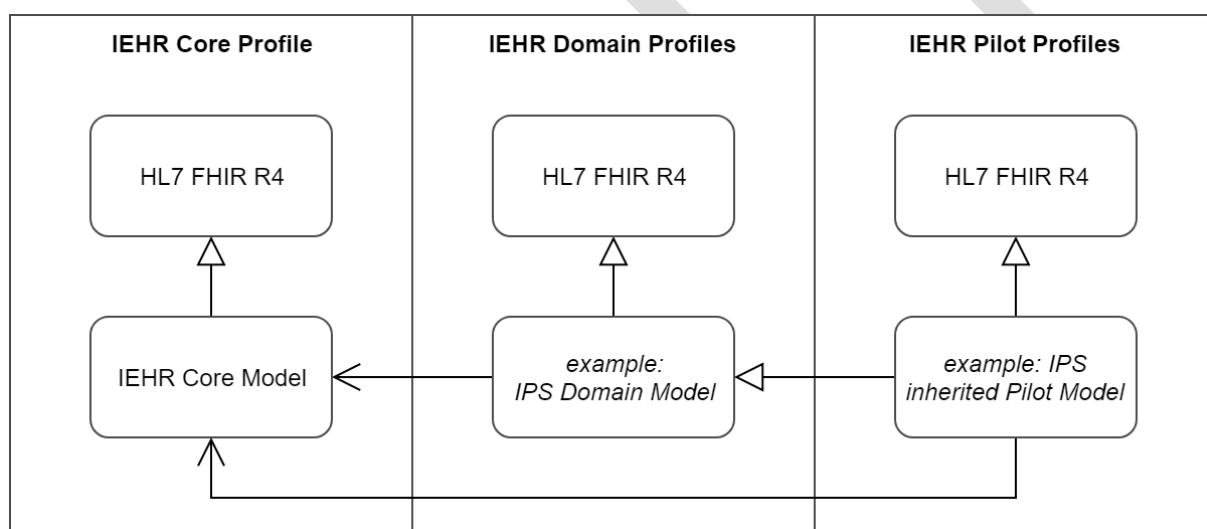 IEHR Core Profile
IEHR Domain Profiles
IEHR Pilot Profiles
HL7 FHIR R4
HL7 FHIR R4
HL7 FHIR R4
IEHR Core Model
example:
IPS Domain Model
example: IPS
inherited Pilot Model